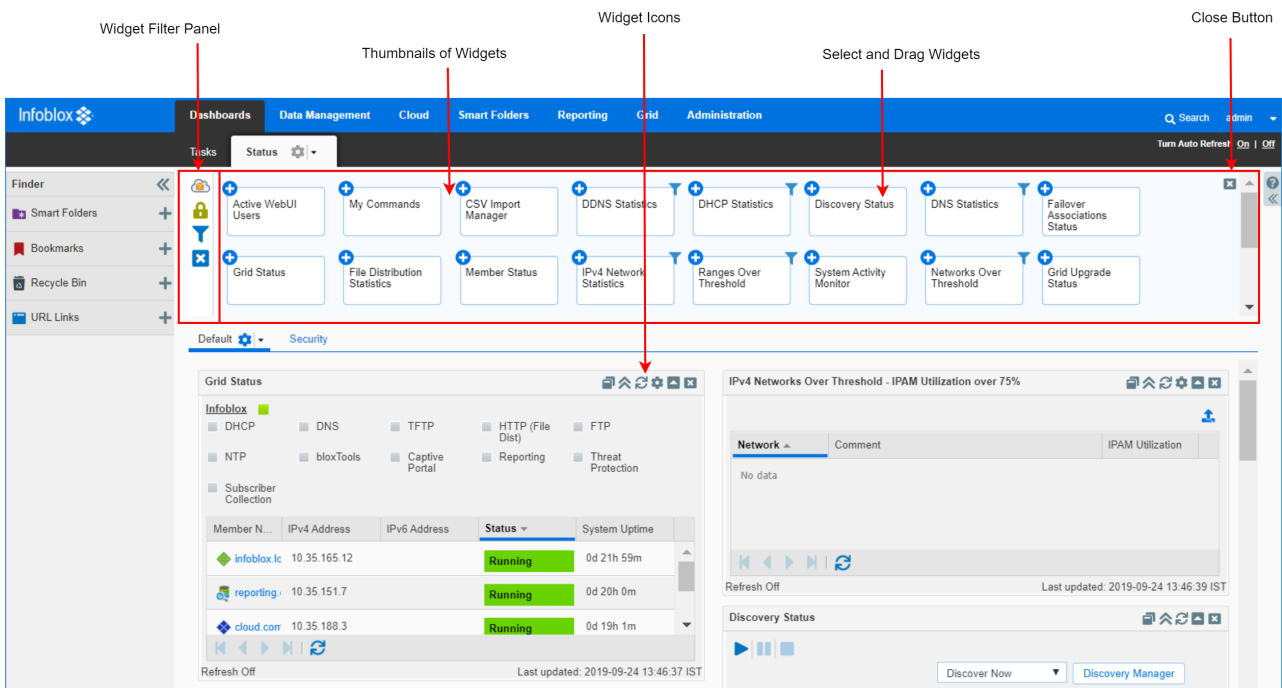 Widget Icons
Close Button
Widget Filter Panel
Thumbnails of Widgets
Select and Drag Widgets
Infoblox
Dashboards Data Management Cloud Smart Folders Reporting Grid Administration
Search admin
Tasks Status
Turn Auto Refresh On | Off
Finder
Smart Folders
Bookmarks
Recycle Bin
URL Links
Active WebUI Users
My Commands
CSV Import Manager
DDNS Statistics
DHCP Statistics
Discovery Status
DNS Statistics
Failover Associations Status
Grid Status
File Distribution Statistics
Member Status
IPv4 Network Statistics
Ranges Over Threshold
System Activity Monitor
Networks Over Threshold
Grid Upgrade Status
Default Security
Grid Status
Infoblox
DHCP DNS TFTP HTTP (File Dist) FTP
NTP bloxTools Captive Portal Reporting Threat Protection
Subscriber Collection
Member N... IPv4 Address IPv6 Address Status System Uptime
infoblox.lc 10.35.165.12 Running 0d 21h 59m
reporting. 10.35.151.7 Running 0d 20h 0m
cloud.com 10.35.188.3 Running 0d 19h 1m
Refresh Off Last updated: 2019-09-24 13:46:37 IST
IPv4 Networks Over Threshold - IPAM Utilization over 75%
Network Comment IPAM Utilization
No data
Refresh Off Last updated: 2019-09-24 13:46:39 IST
Discovery Status
Discover Now Discovery Manager